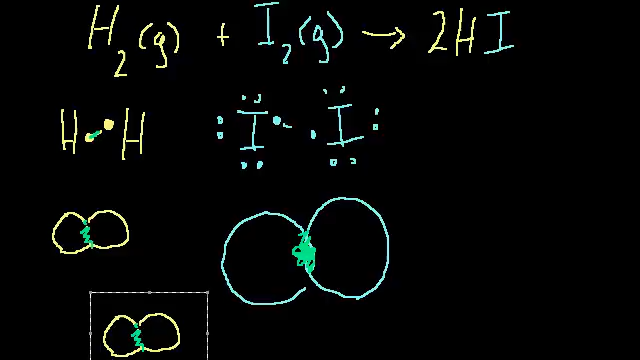 H₂(g) + I₂(g) → 2HI
H H I I